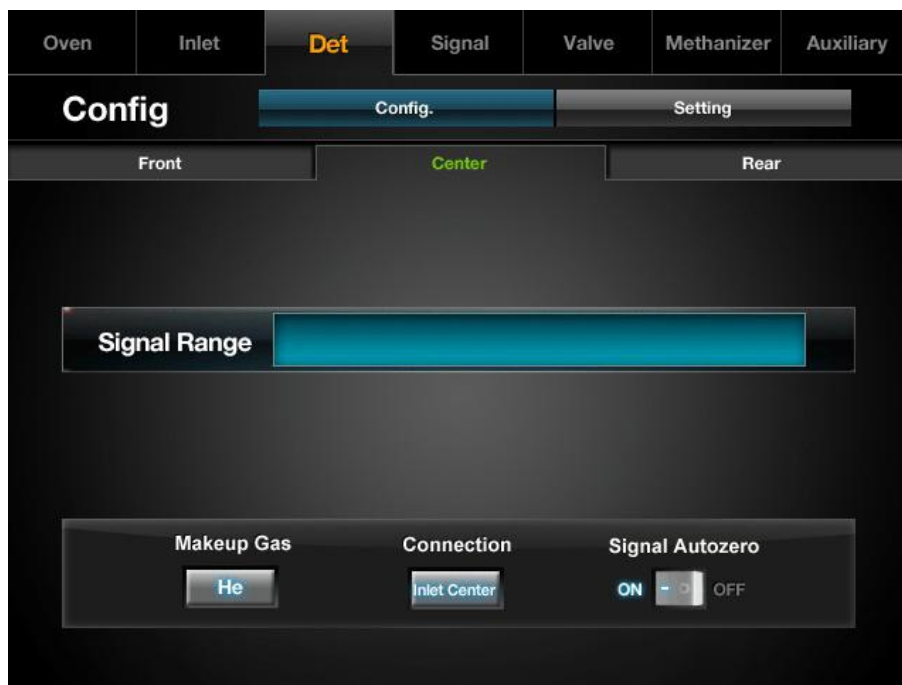 Oven Inlet Det Signal Valve Methanizer Auxiliary
Config Config. Setting
Front Center Rear
Signal Range
Makeup Gas Connection Signal Autozero
He Inlet Center ON OFF